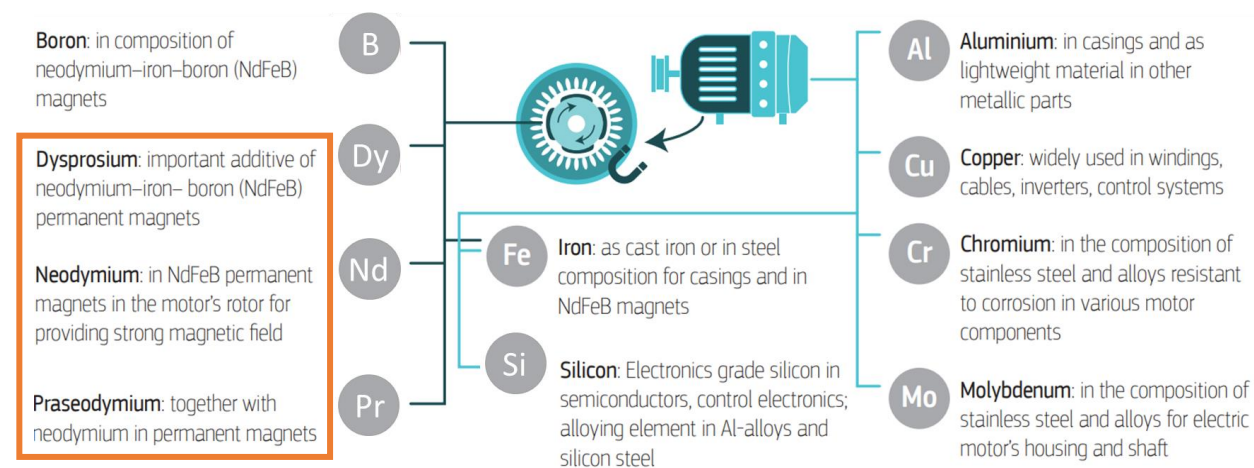 Boron: in composition of
neodymium–iron–boron (NdFeB)
magnets
B
Dysprosium: important additive of
neodymium–iron– boron (NdFeB)
permanent magnets
Dy
Neodymium: in NdFeB permanent
magnets in the motor's rotor for
providing strong magnetic field
Nd
Praseodymium: together with
neodymium in permanent magnets
Pr
Fe
Iron: as cast iron or in steel
composition for casings and in
NdFeB magnets
Si
Silicon: Electronics grade silicon in
semiconductors, control electronics;
alloying element in Al-alloys and
silicon steel
Al
Aluminium: in casings and as
lightweight material in other
metallic parts
Cu
Copper: widely used in windings,
cables, inverters, control systems
Cr
Chromium: in the composition of
stainless steel and alloys resistant
to corrosion in various motor
components
Mo
Molybdenum: in the composition of
stainless steel and alloys for electric
motor's housing and shaft